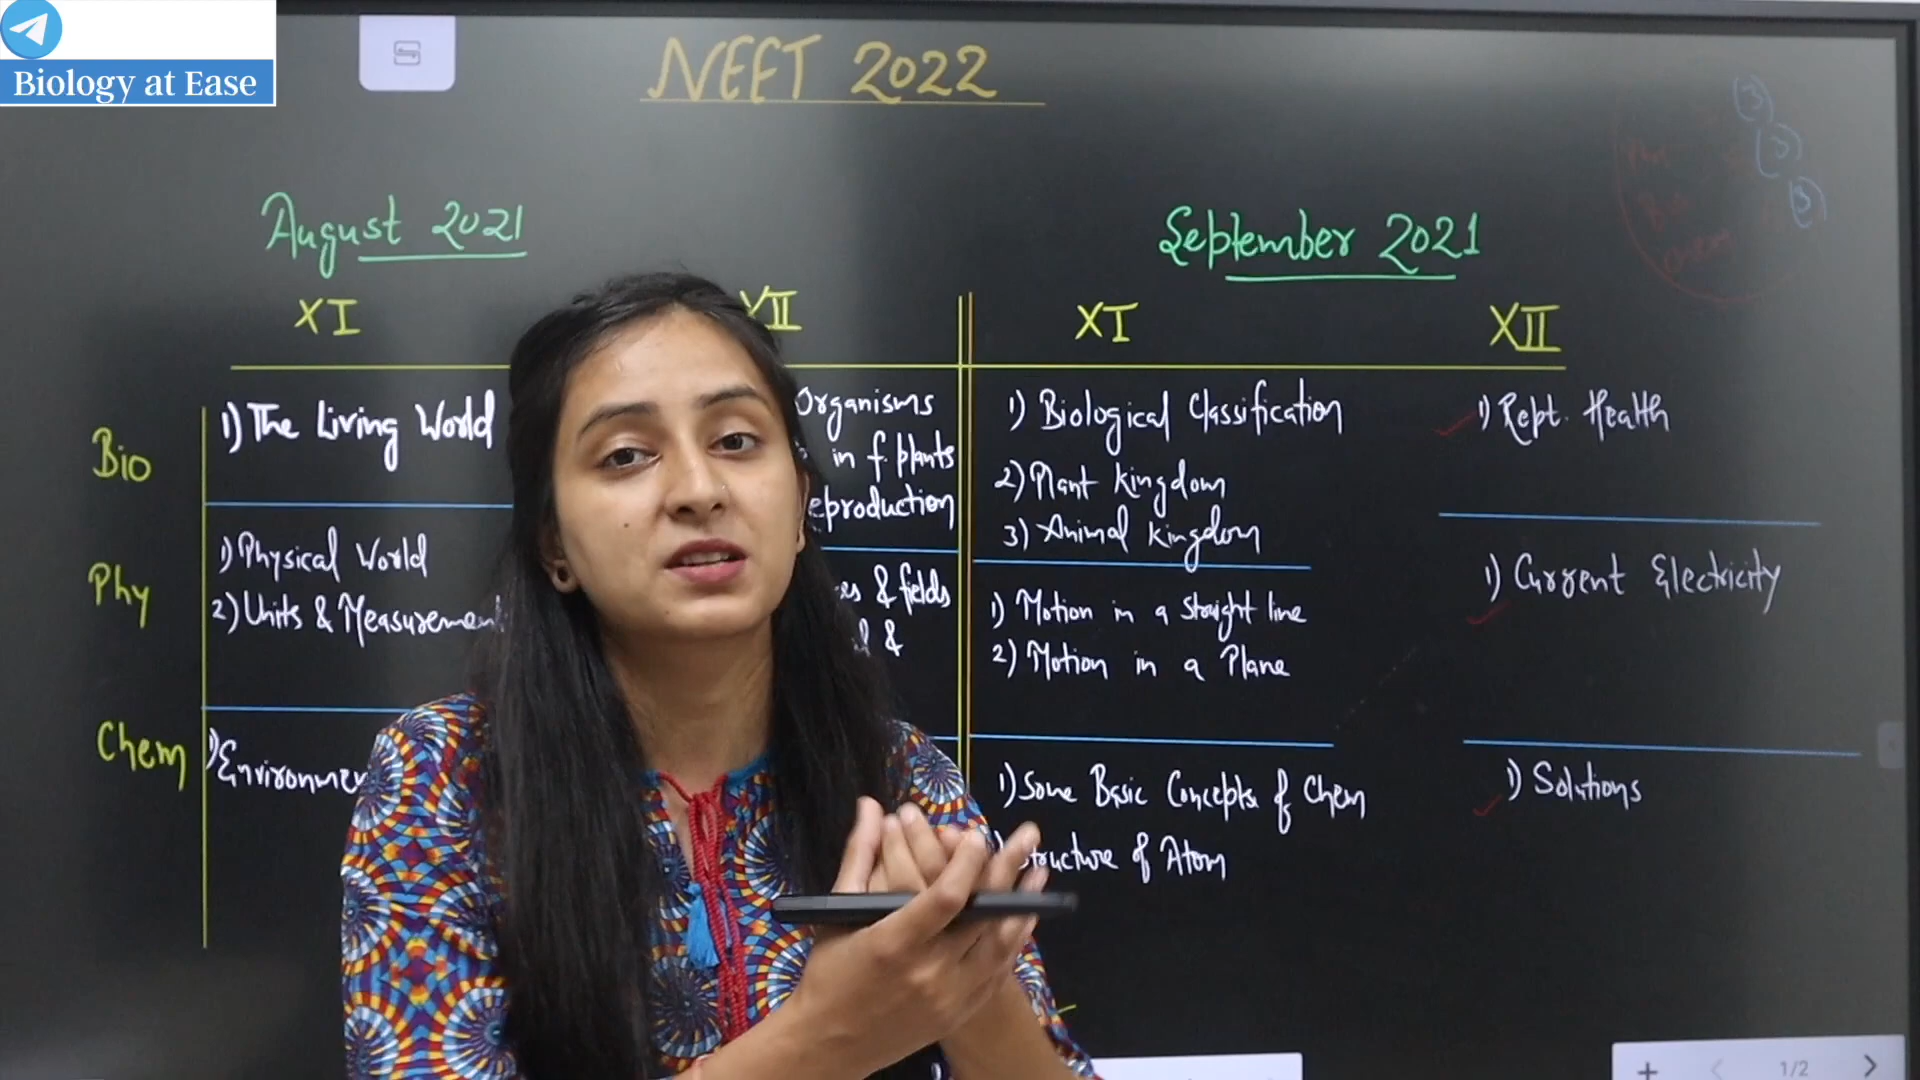 Biology at Ease
NEET 2022
August 2021
September 2021
XI
XII
XI
XII
Bio
1) The Living World
Organisms
in f. plants
eproduction
1) Biological Classification
2) Plant Kingdom
3) Animal Kingdom
1) Rept. Health
Phy
1) Physical World
2) Units & Measurement
es & fields
&
1) Motion in a Straight line
2) Motion in a Plane
1) Current Electricity
Chem
1) Environmen
1) Some Basic Concepts of Chem
Structure of Atom
1) Solutions
1/2